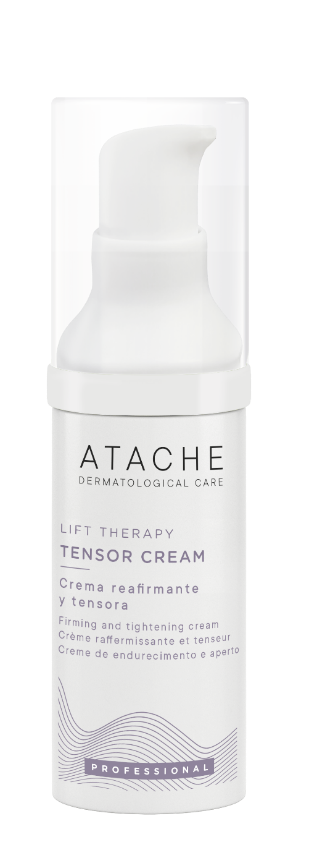 ATACHE
DERMATOLOGICAL CARE
LIFT THERAPY
TENSOR CREAM
Crema reafirmante
y tensora
Firming and tightening cream
Crème raffermissante et tenseur
Creme de endurecimento e aperto
PROFESSIONAL